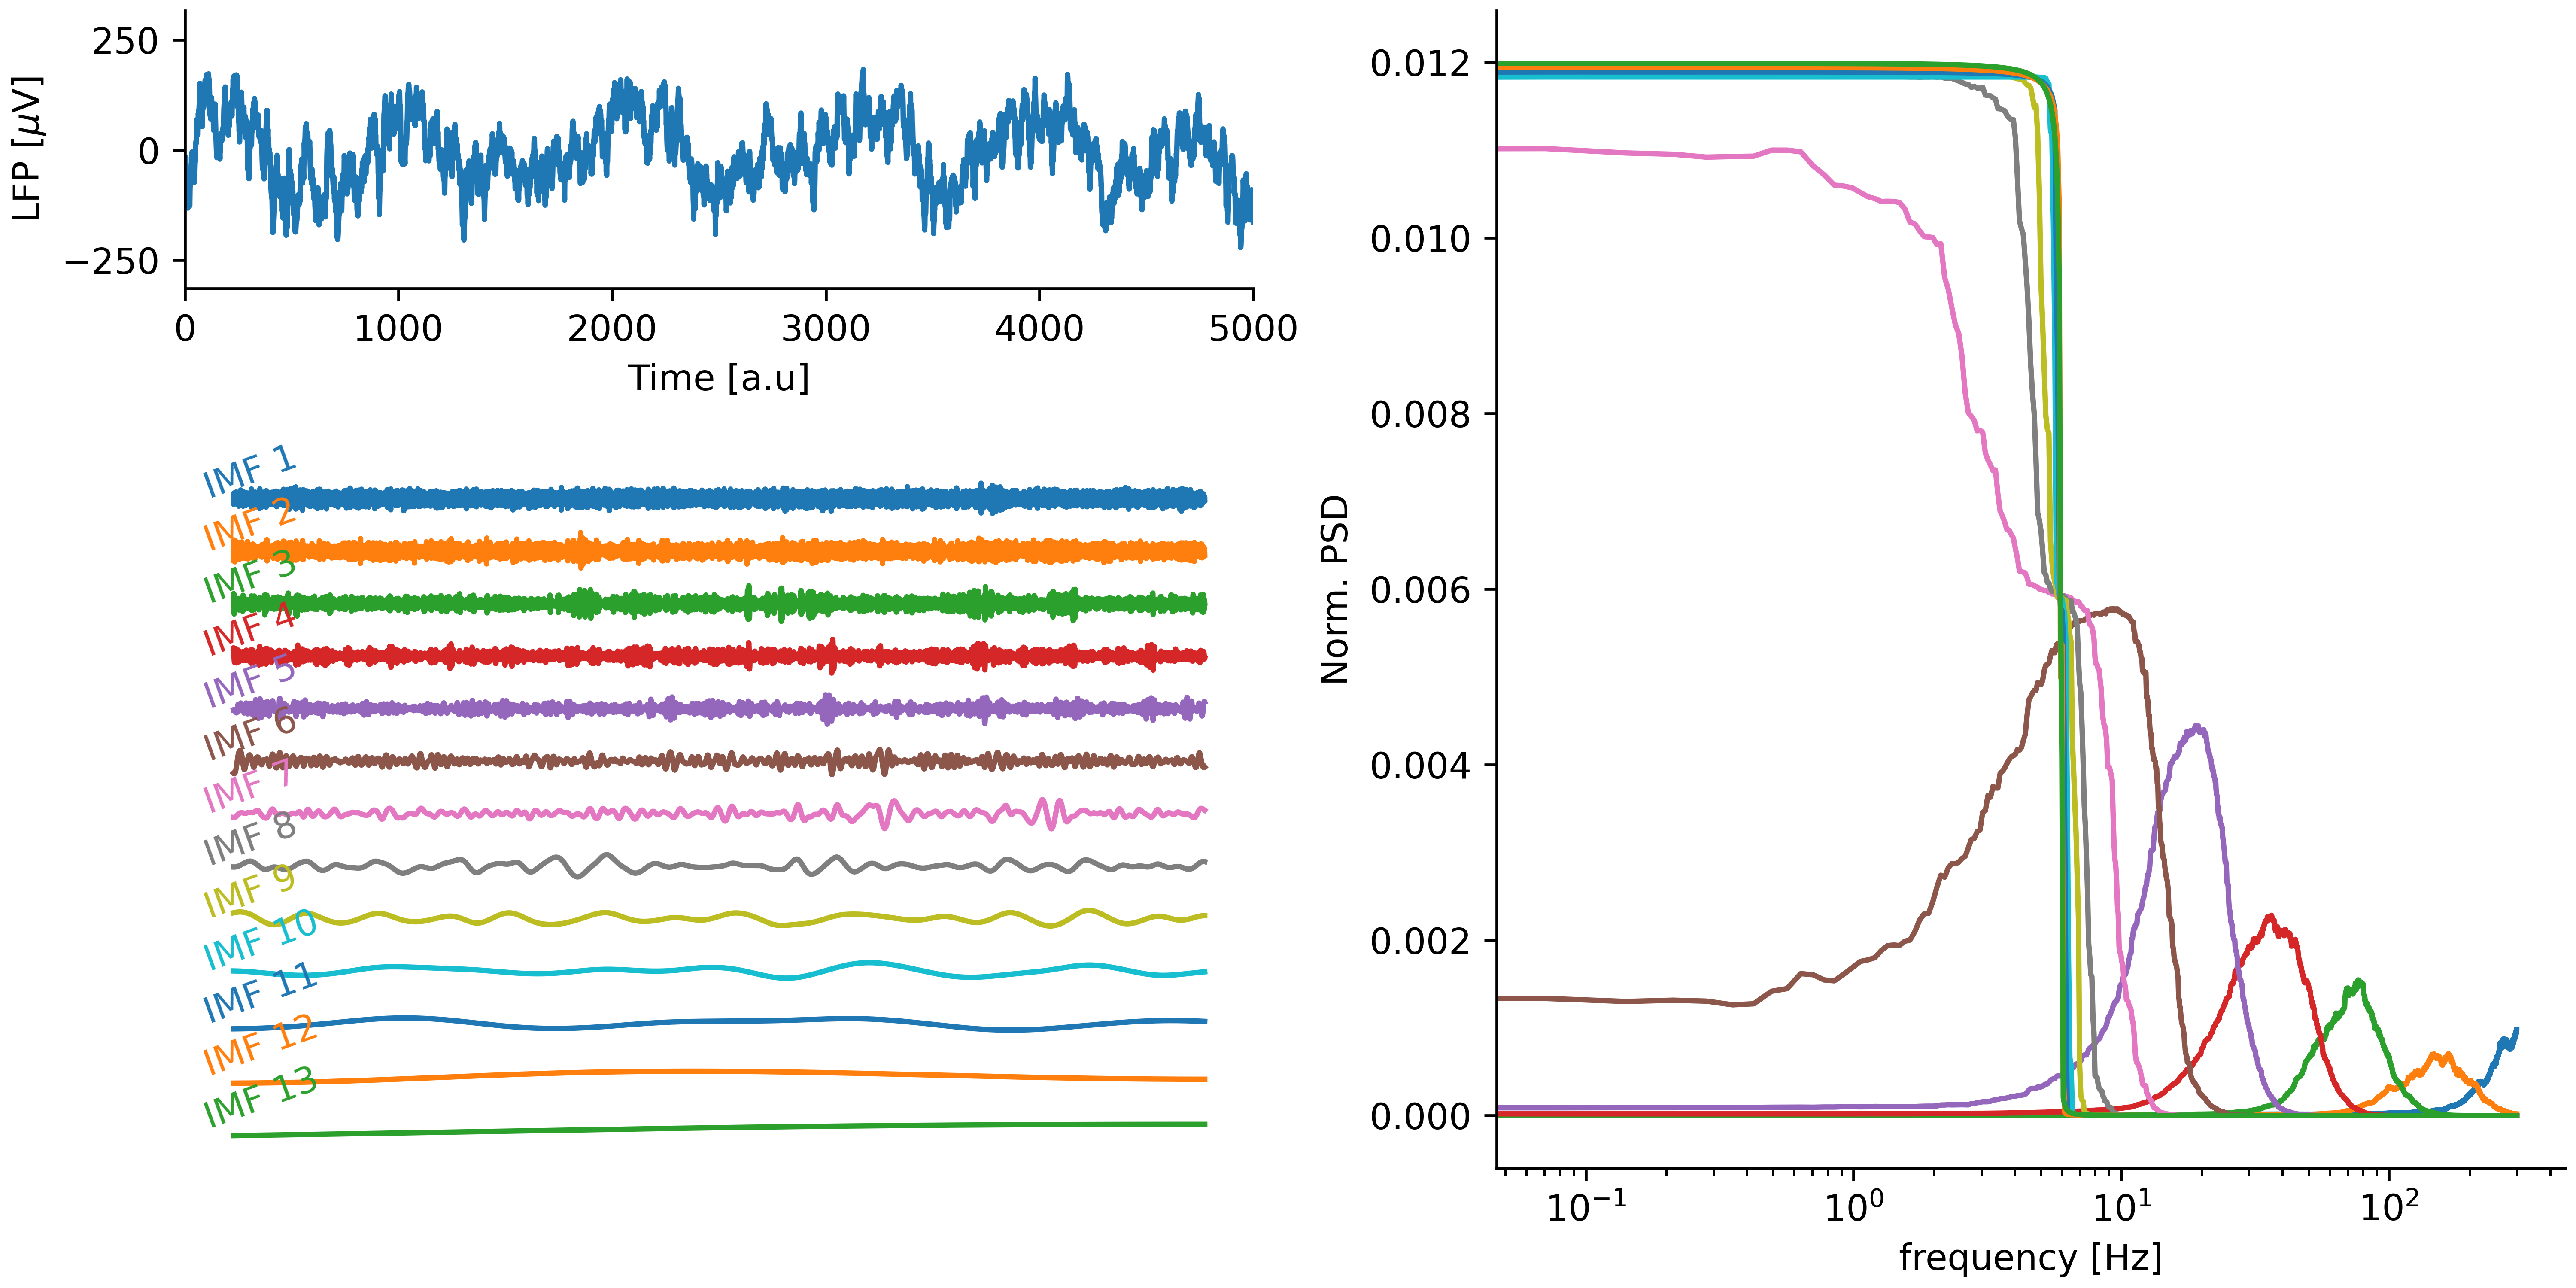 250
0
−250
LFP [μV]
0 1000 2000 3000 4000 5000
Time [a.u]
IMF 1
IMF 2
IMF 3
IMF 4
IMF 5
IMF 6
IMF 7
IMF 8
IMF 9
IMF 10
IMF 11
IMF 12
IMF 13
0.012
0.010
0.008
0.006
0.004
0.002
0.000
Norm. PSD
10⁻¹ 10⁰ 10¹ 10²
frequency [Hz]